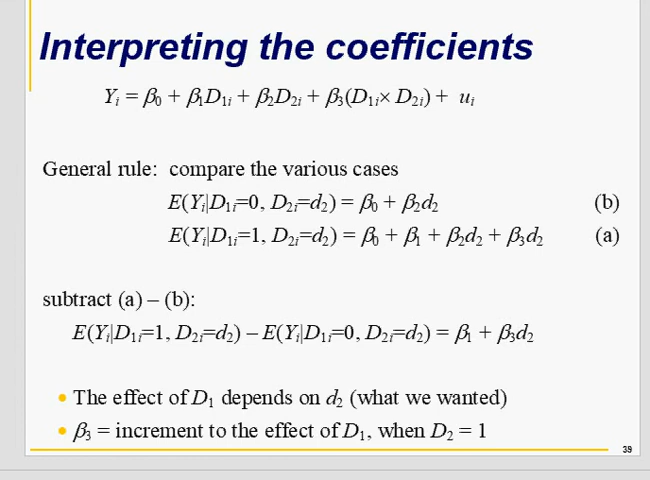 Interpreting the coefficients
Yᵢ = β₀ + β₁D₁ᵢ + β₂D₂ᵢ + β₃(D₁ᵢ× D₂ᵢ) + uᵢ
General rule: compare the various cases
E(Yᵢ|D₁ᵢ=0, D₂ᵢ=d₂) = β₀ + β₂d₂ (b)
E(Yᵢ|D₁ᵢ=1, D₂ᵢ=d₂) = β₀ + β₁ + β₂d₂ + β₃d₂ (a)
subtract (a) – (b):
E(Yᵢ|D₁ᵢ=1, D₂ᵢ=d₂) – E(Yᵢ|D₁ᵢ=0, D₂ᵢ=d₂) = β₁ + β₃d₂
• The effect of D₁ depends on d₂ (what we wanted)
• β₃ = increment to the effect of D₁, when D₂ = 1
39